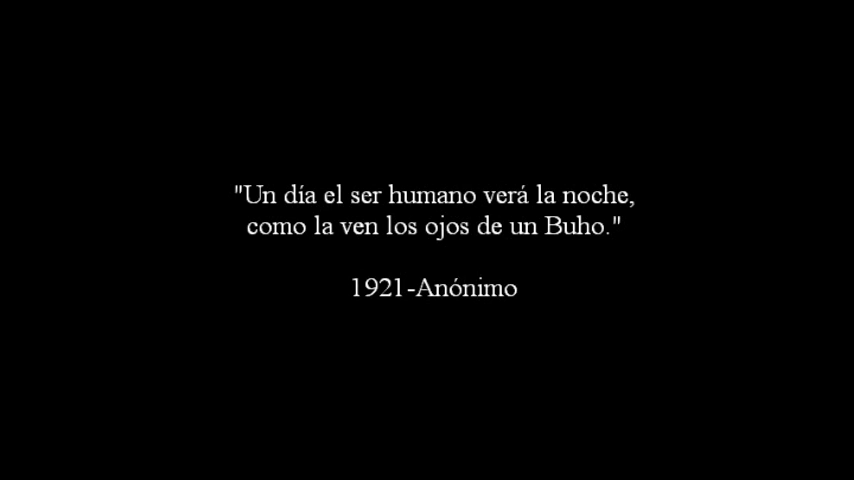 "Un día el ser humano verá la noche,
como la ven los ojos de un Buho."
1921-Anónimo